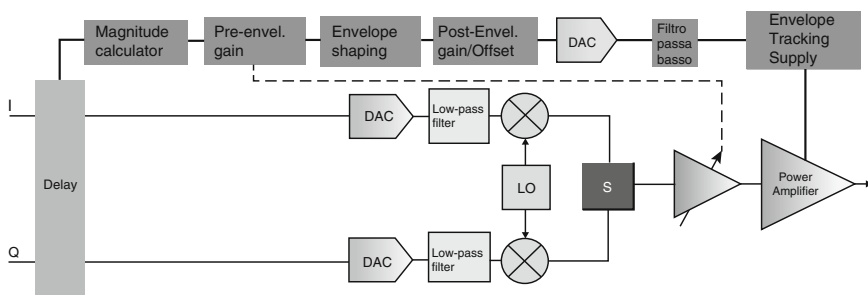 Magnitude
calculator
Pre-envel.
gain
Envelope
shaping
Post-Envel.
gain/Offset
DAC
Filtro
passa
basso
Envelope
Tracking
Supply
I
DAC
Low-pass
filter
Delay
LO
S
Power
Amplifier
Q
DAC
Low-pass
filter